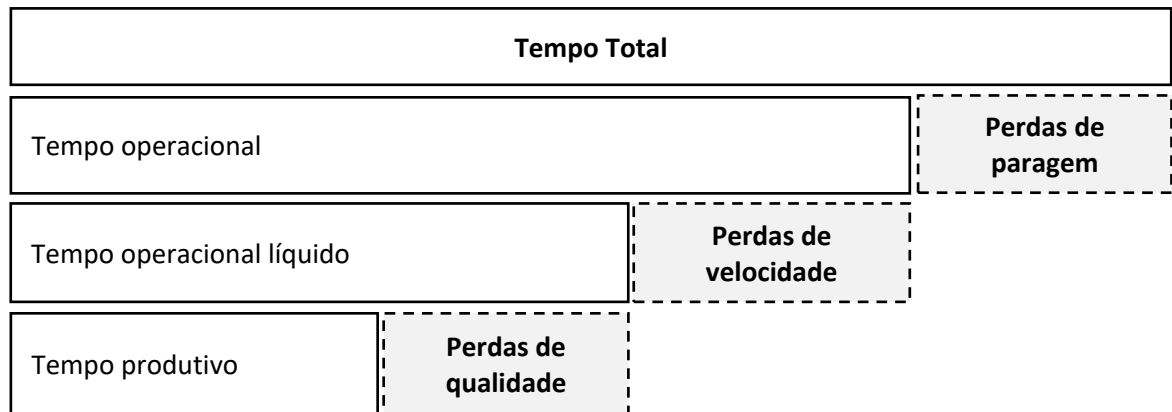 Tempo Total
Tempo operacional
Perdas de
paragem
Tempo operacional líquido
Perdas de
velocidade
Tempo produtivo
Perdas de
qualidade